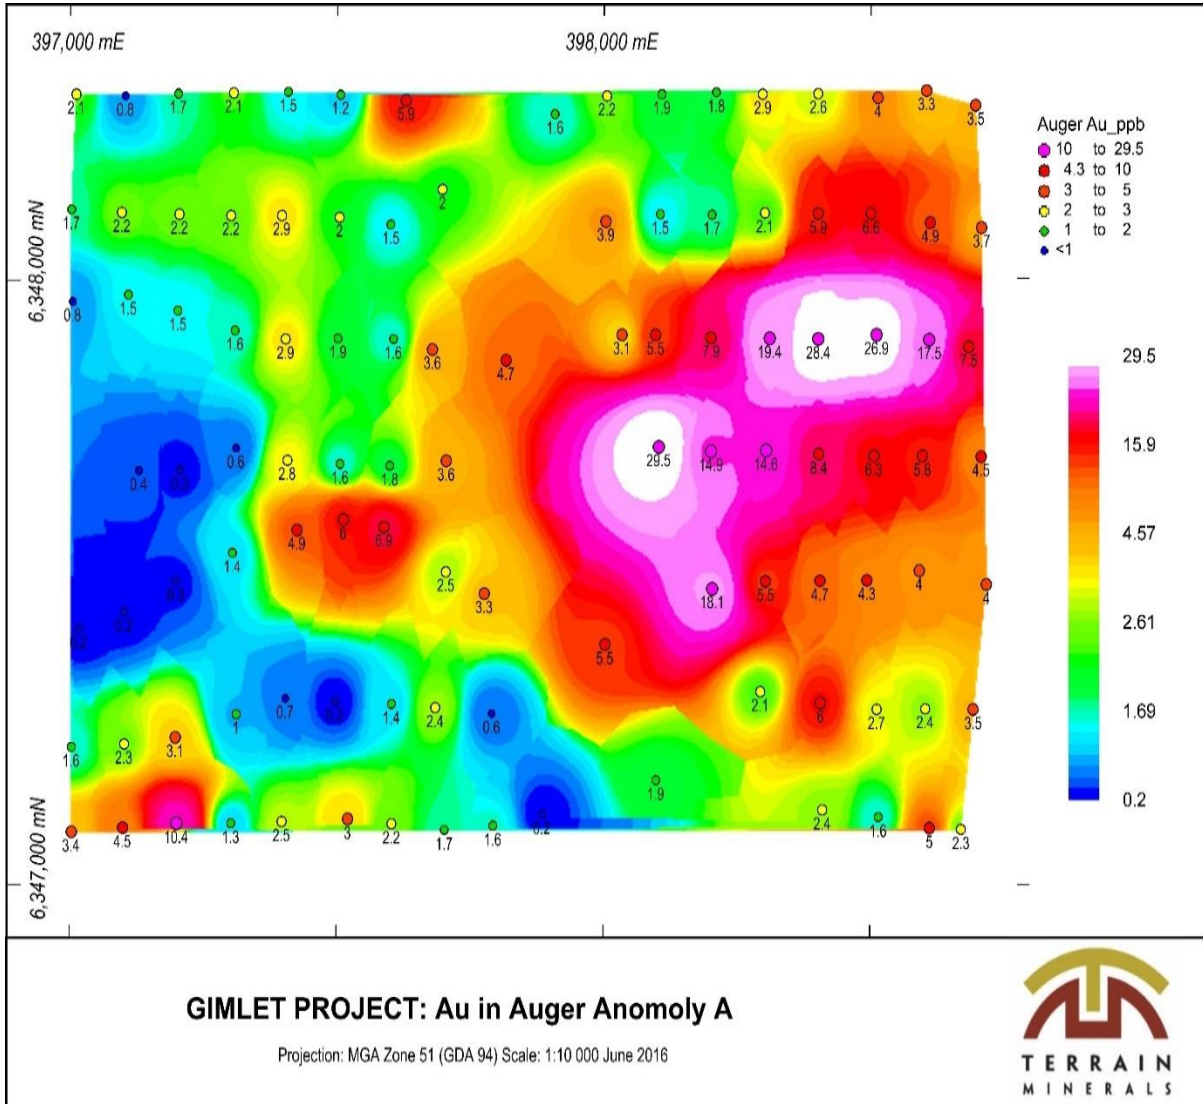 397,000 mE 398,000 mE
2.1 0.8 1.7 2.1 1.5 1.2 5.9 1.6 2.2 1.9 1.8 2.9 2.6 4 3.3 3.5
Auger Au_ppb
10 to 29.5
4.3 to 10
3 to 5
2 to 3
1 to 2
<1
1.7 2.2 2.2 2.2 2.9 2 1.5 2 3.9 1.5 1.7 2.1 5.9 6.6 4.9 3.7
6,348,000 mN
0.8 1.5 1.5 1.6 2.9 1.9 1.6 3.6 4.7 3.1 5.5 7.9 19.4 28.4 26.9 17.5 7.5
29.5
15.9
4.57
2.61
1.69
0.2
0.4 0.3 0.6 2.8 1.6 1.8 3.6 29.5 14.9 14.6 8.4 6.3 5.8 4.5
4.9 6 6.9
0.2 0.2 0.3 1.4 2.5 3.3 5.5 18.1 5.5 4.7 4.3 4 4
1.6 2.3 3.1 1 0.7 0.2 1.4 2.4 0.6 2.1 6 2.7 2.4 3.5
3.4 4.5 10.4 1.3 2.5 3 2.2 1.7 1.6 0.2 1.9 2.4 1.6 5 2.3
6,347,000 mN
GIMLET PROJECT: Au in Auger Anomoly A
Projection: MGA Zone 51 (GDA 94) Scale: 1:10 000 June 2016
TERRAIN
MINERALS